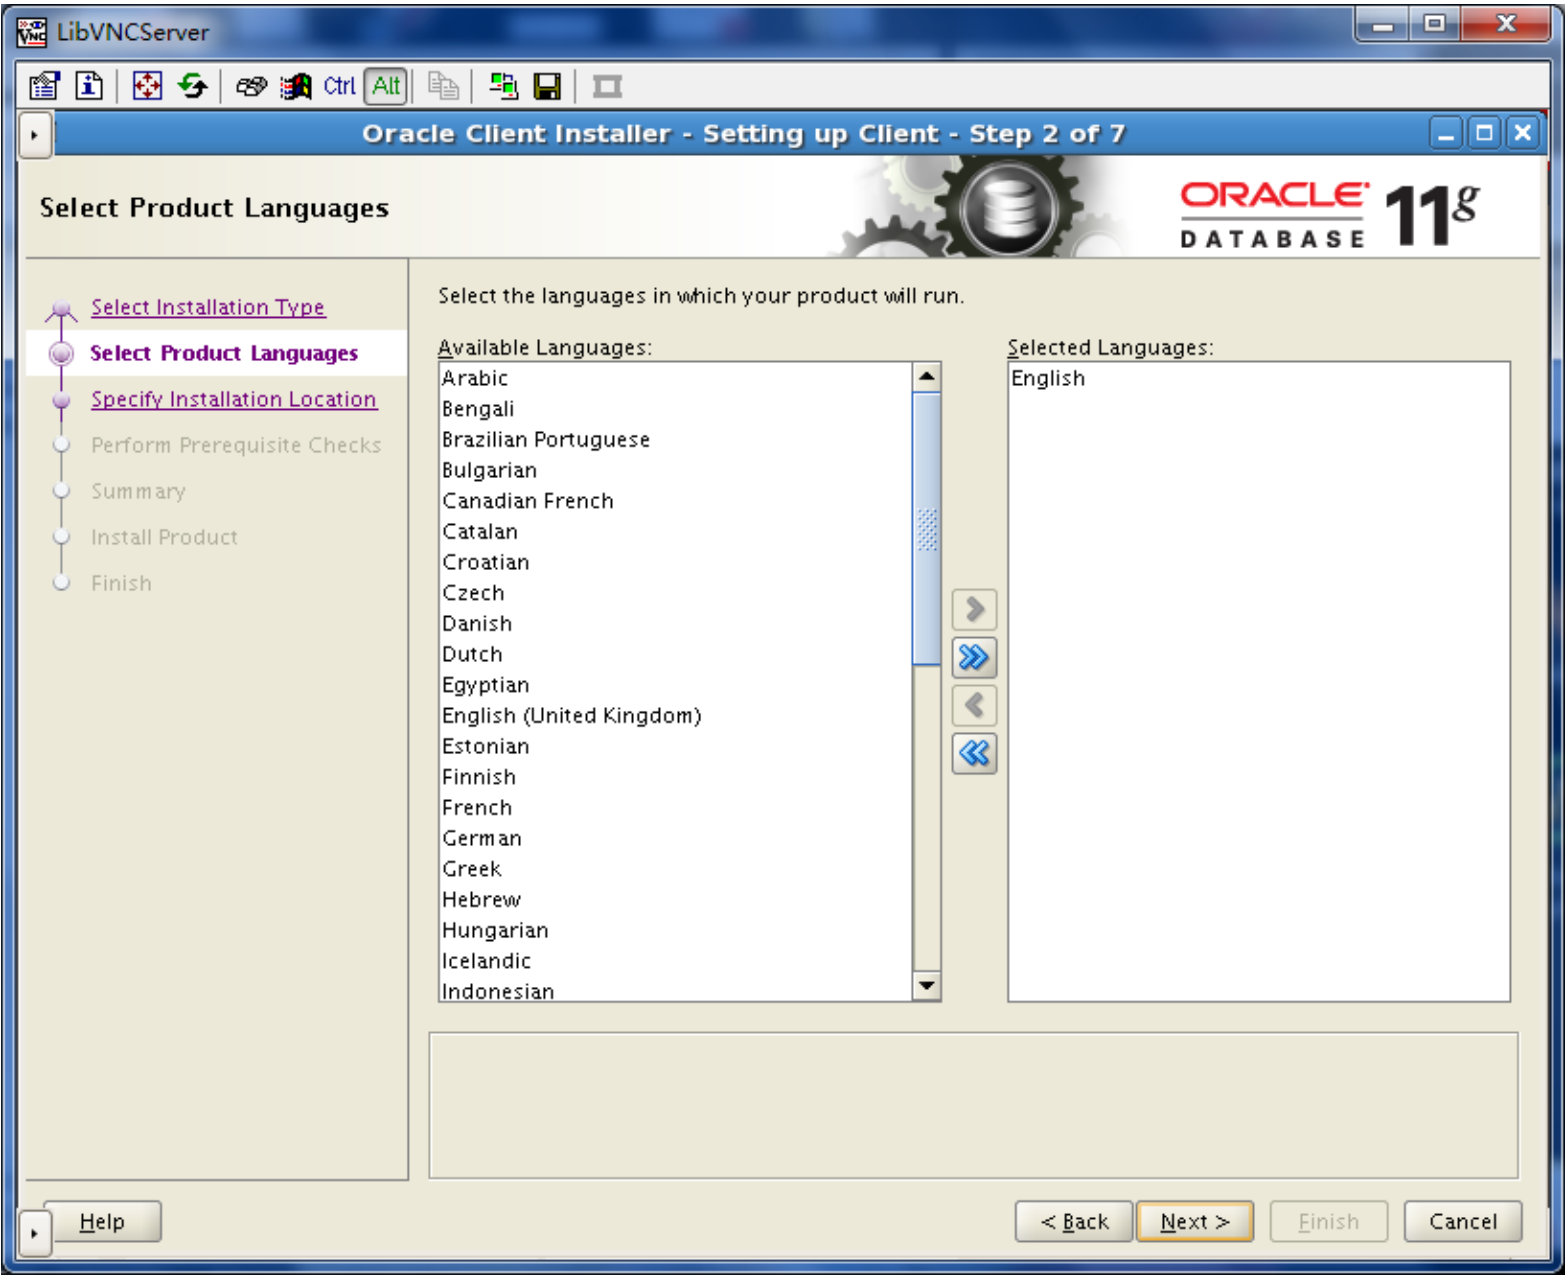 LibVNCServer
Ctrl Alt
Oracle Client Installer - Setting up Client - Step 2 of 7
Select Product Languages
ORACLE
DATABASE 11g
Select Installation Type
Select Product Languages
Specify Installation Location
Perform Prerequisite Checks
Summary
Install Product
Finish
Select the languages in which your product will run.
Available Languages:
Arabic
Bengali
Brazilian Portuguese
Bulgarian
Canadian French
Catalan
Croatian
Czech
Danish
Dutch
Egyptian
English (United Kingdom)
Estonian
Finnish
French
German
Greek
Hebrew
Hungarian
Icelandic
Indonesian
Selected Languages:
English
Help
< Back
Next >
Finish
Cancel